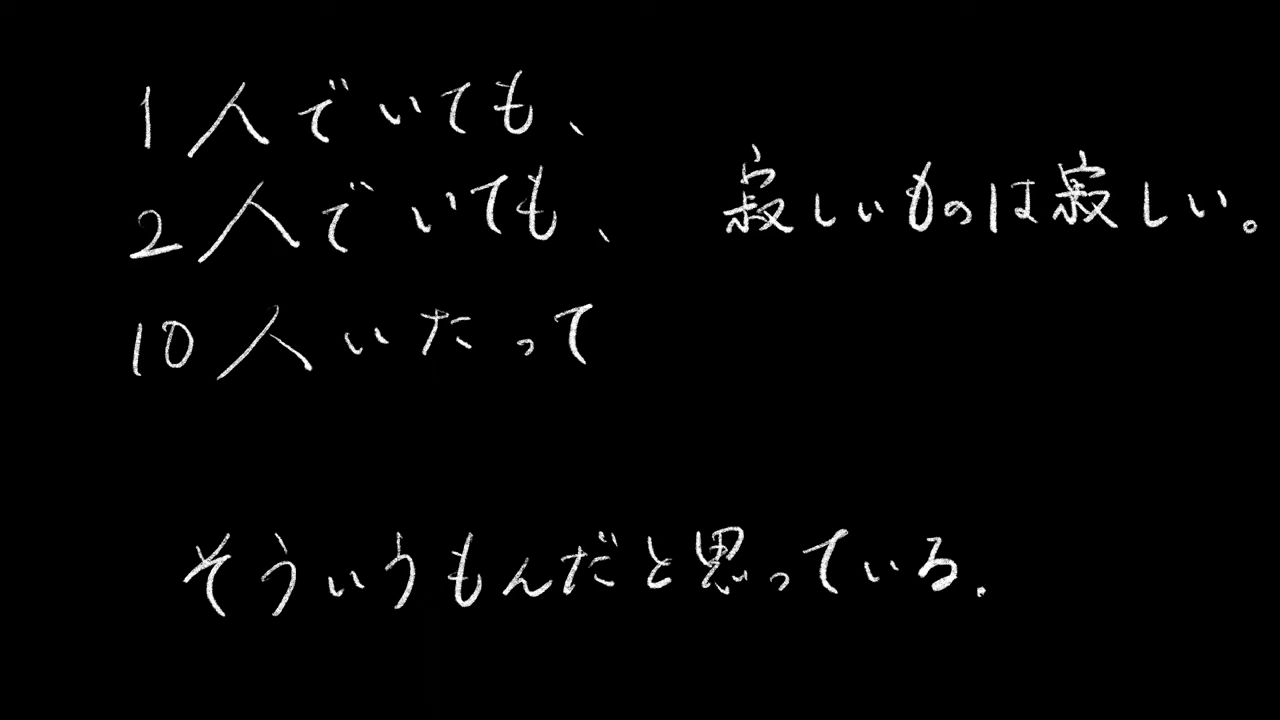 1人でいても、
2人でいても、
10人いたって
寂しいものは寂しい。
そういうもんだと思っている.